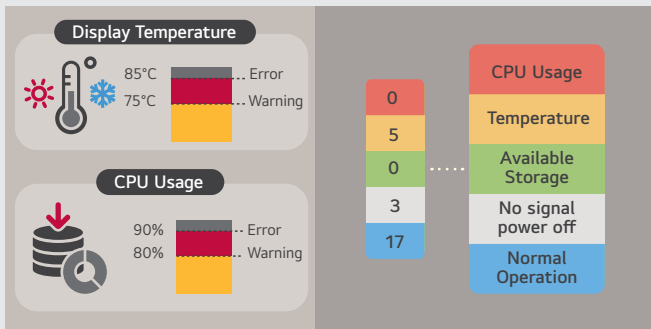 Display Temperature
85°C
Error
75°C
Warning
CPU Usage
90%
Error
80%
Warning
0
5
0
3
17
CPU Usage
Temperature
Available
Storage
No signal
power off
Normal
Operation